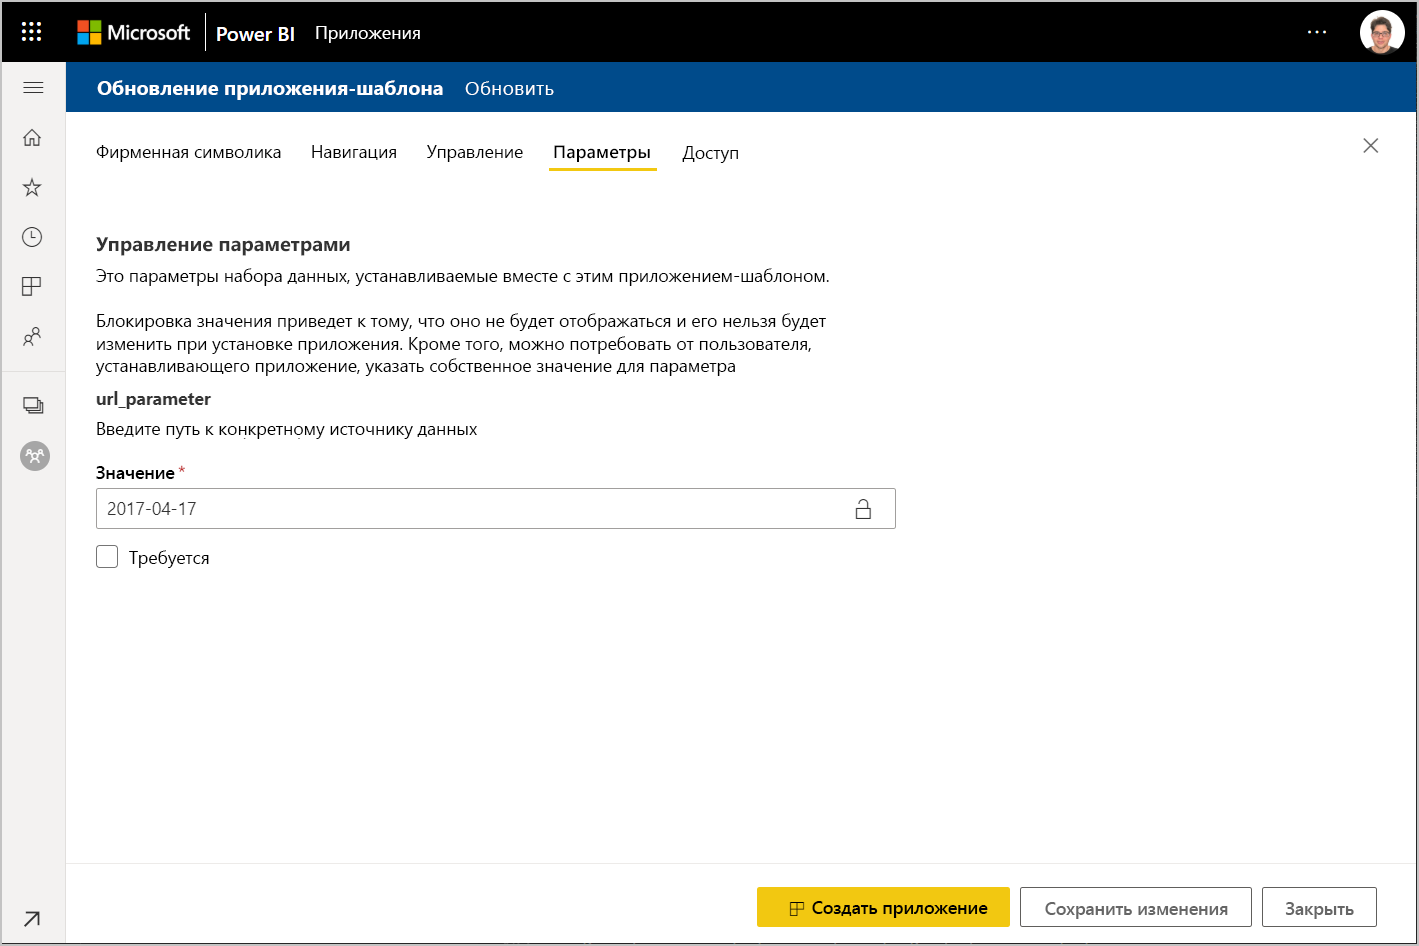 Microsoft Power BI Приложения
Обновление приложения-шаблона Обновить
Фирменная символика Навигация Управление Параметры Доступ
Управление параметрами
Это параметры набора данных, устанавливаемые вместе с этим приложением-шаблоном.
Блокировка значения приведет к тому, что оно не будет отображаться и его нельзя будет
изменить при установке приложения. Кроме того, можно потребовать от пользователя,
устанавливающего приложение, указать собственное значение для параметра
url_parameter
Введите путь к конкретному источнику данных
Значение *
2017-04-17
Требуется
Создать приложение Сохранить изменения Закрыть